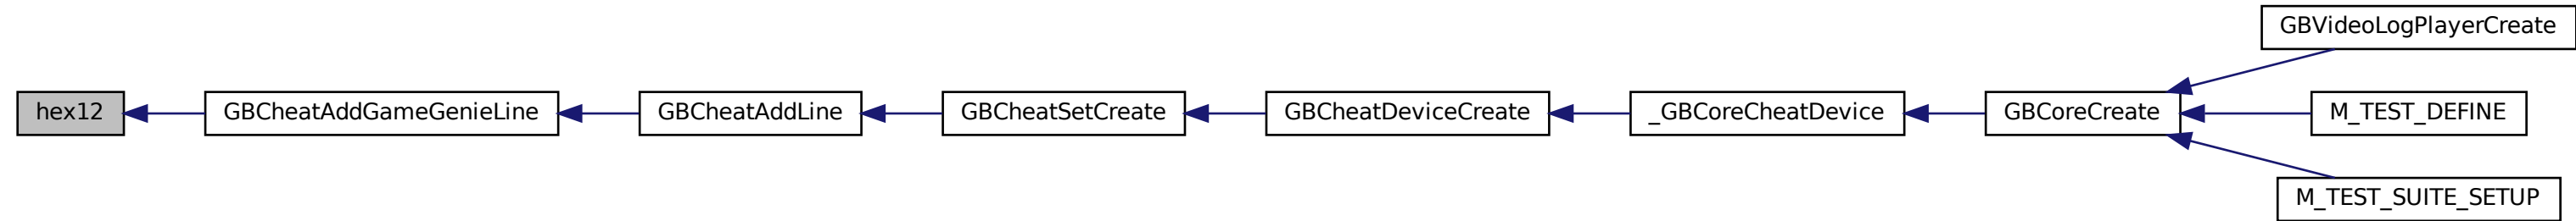 hex12
GBCheatAddGameGenieLine
GBCheatAddLine
GBCheatSetCreate
GBCheatDeviceCreate
_GBCoreCheatDevice
GBCoreCreate
GBVideoLogPlayerCreate
M_TEST_DEFINE
M_TEST_SUITE_SETUP